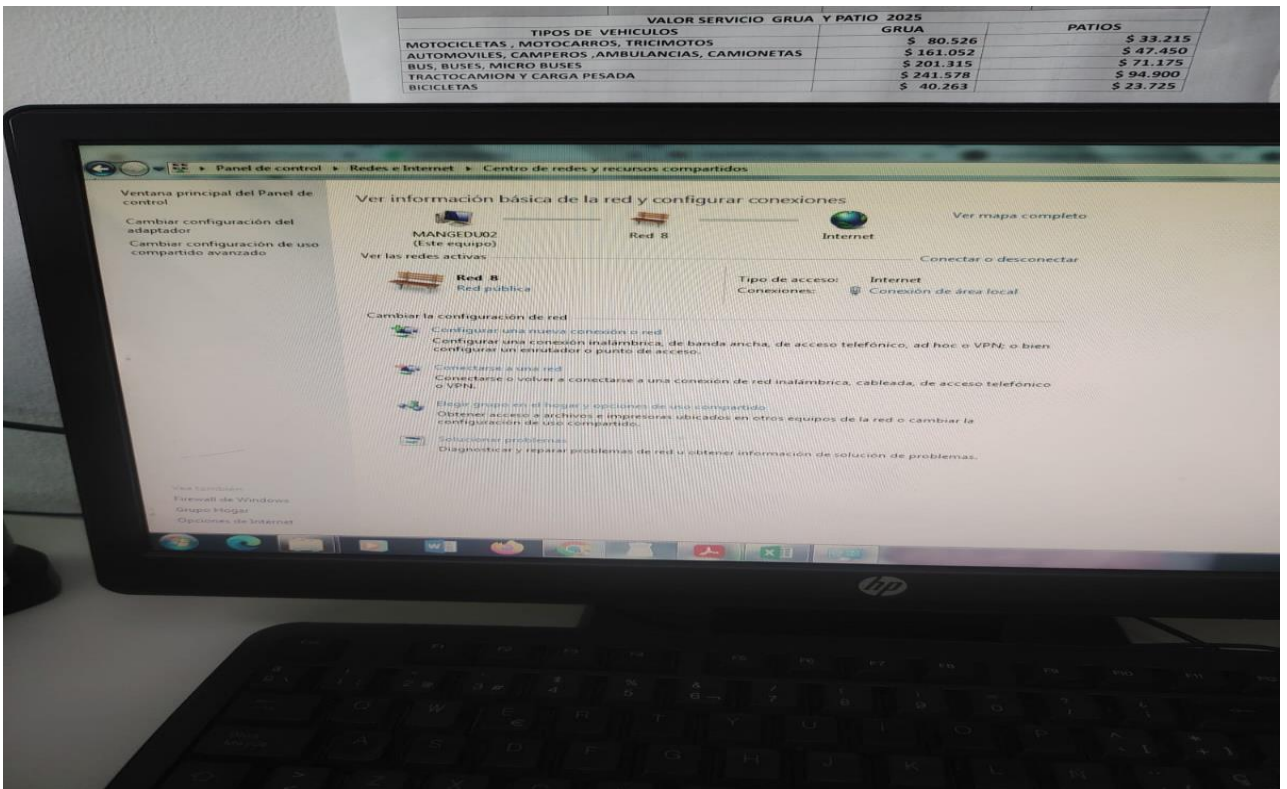 VALOR SERVICIO GRUA Y PATIO 2025
TIPOS DE VEHICULOS GRUA PATIOS
MOTOCICLETAS , MOTOCARROS, TRICIMOTOS $ 80.526 $ 33.215
AUTOMOVILES, CAMPEROS ,AMBULANCIAS, CAMIONETAS $ 161.052 $ 47.450
BUS, BUSES, MICRO BUSES $ 201.315 $ 71.175
TRACTOCAMION Y CARGA PESADA $ 241.578 $ 94.900
BICICLETAS $ 40.263 $ 23.725
Panel de control Redes e Internet Centro de redes y recursos compartidos
Ventana principal del Panel de
control
Cambiar configuración del
adaptador
Cambiar configuración de uso
compartido avanzado
Ver información básica de la red y configurar conexiones
Ver mapa completo
MANGEDU02 Red 8 Internet
(Este equipo)
Ver las redes activas Conectar o desconectar
Red 8
Red pública
Tipo de acceso: Internet
Conexiones: Conexión de área local
Cambiar la configuración de red
Configurar una nueva conexión o red
Configurar una conexión inalámbrica, de banda ancha, de acceso telefónico, ad hoc o VPN; o bien
configurar un enrutador o punto de acceso.
Conectarse a una red
Conectarse o volver a conectarse a una conexión de red inalámbrica, cableada, de acceso telefónico
o VPN.
Elegir grupo en el hogar y opciones de uso compartido
Obtener acceso a archivos e impresoras ubicados en otros equipos de la red o cambiar la
configuración de uso compartido.
Solucionar problemas
Diagnosticar y reparar problemas de red u obtener información de solución de problemas.
Vea también
Firewall de Windows
Grupo Hogar
Opciones de Internet
hp
F6 F7 F8
Q W E R T Y U I O P
A S D F G H J K L